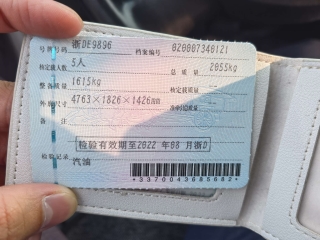 号牌号码 浙DE9896 档案编号 820007348121
核定载人数 5人 总质量 2055kg
整备质量 1615kg 核定载质量 --
外廓尺寸 4763×1826×1426mm 准牵引总质量 --
备注
检验有效期至2022年08月浙D
检验记录 汽油
*3370043685682*